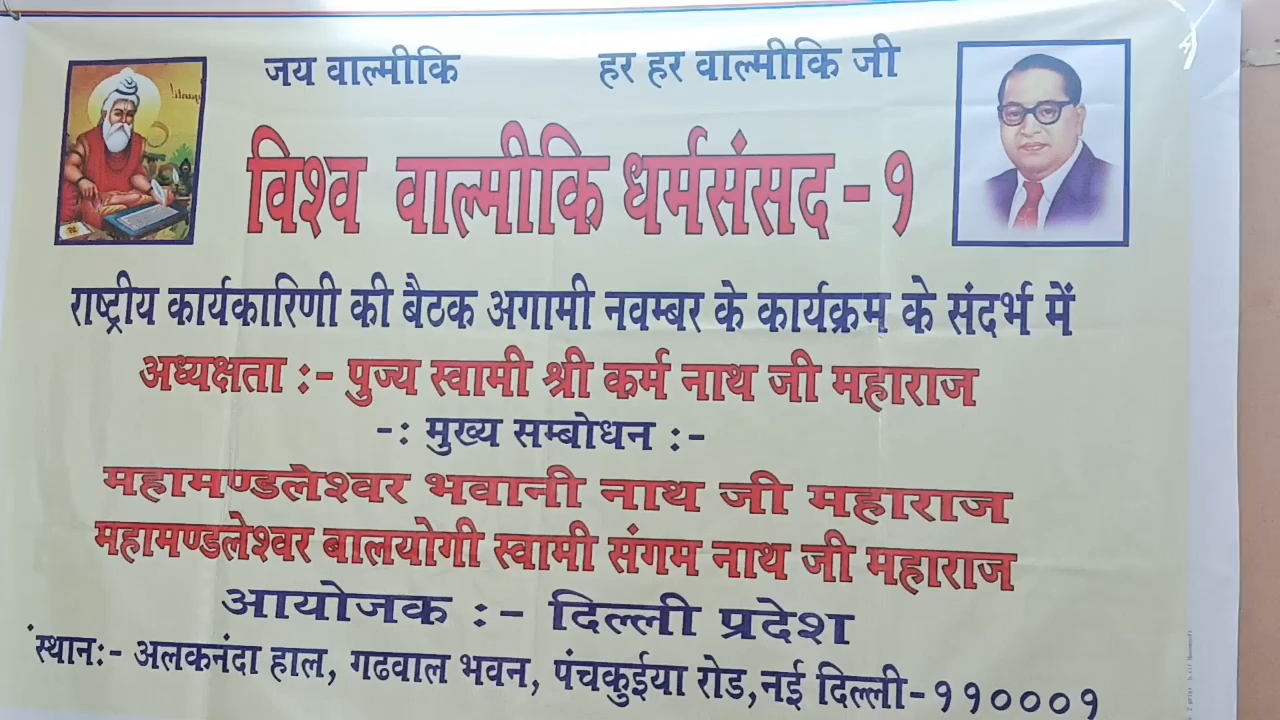 जय वाल्मीकि हर हर वाल्मीकि जी
विश्व वाल्मीकि धर्मसंसद - १
राष्ट्रीय कार्यकारिणी की बैठक अगामी नवम्बर के कार्यक्रम के संदर्भ में
अध्यक्षता :- पुज्य स्वामी श्री कर्म नाथ जी महाराज
-: मुख्य सम्बोधन :-
महामण्डलेश्वर भवानी नाथ जी महाराज
महामण्डलेश्वर बालयोगी स्वामी संगम नाथ जी महाराज
आयोजक :- दिल्ली प्रदेश
स्थान:- अलकनंदा हाल, गढवाल भवन, पंचकुईया रोड, नई दिल्ली-११०००१